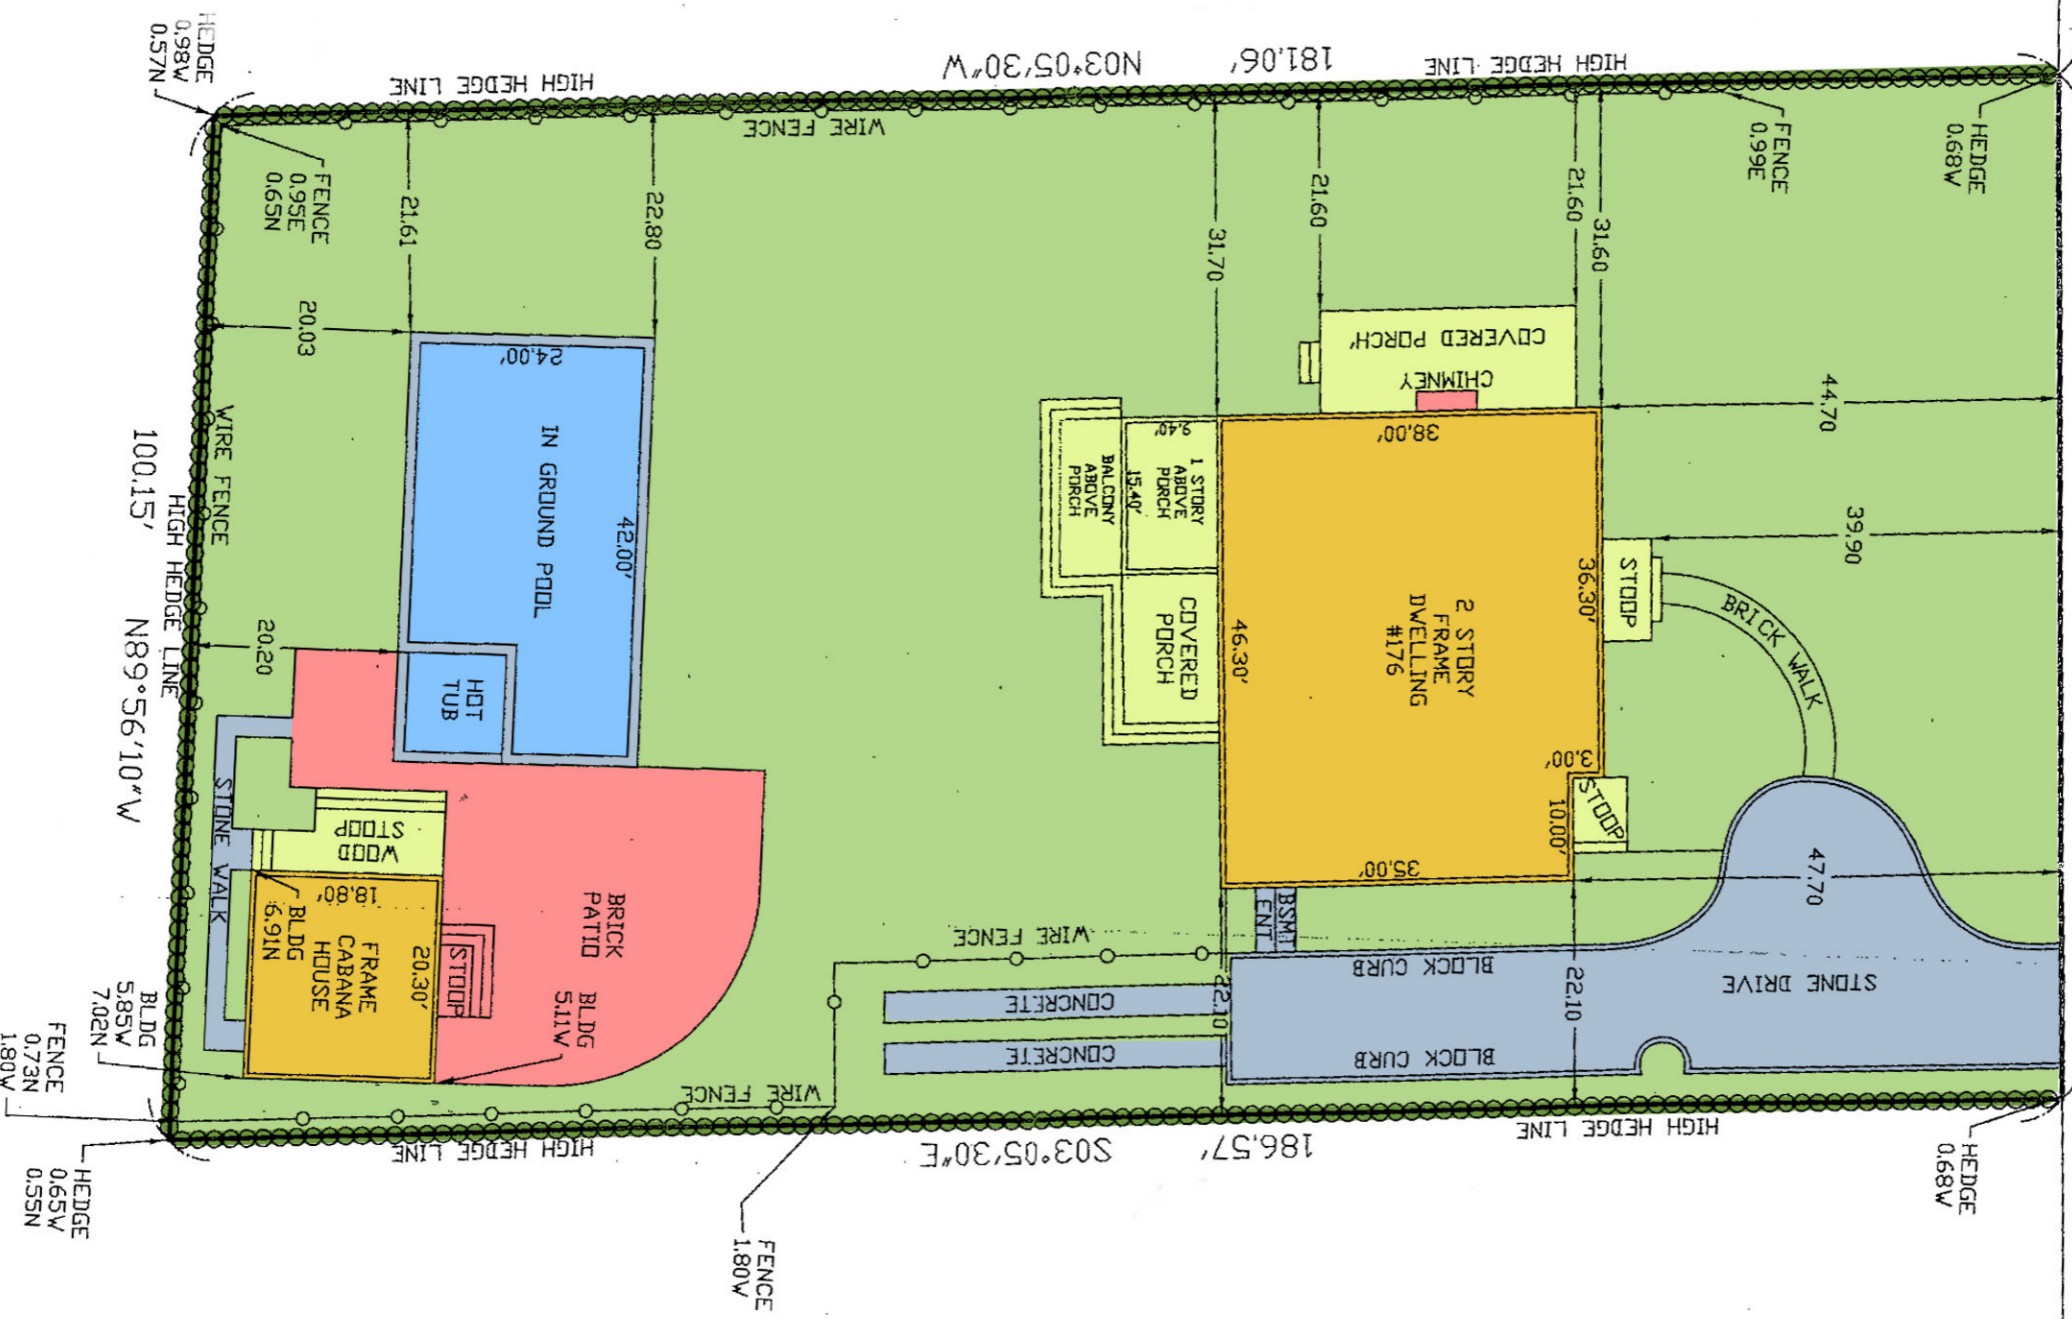 HEDGE
0.98W
0.57N
HIGH HEDGE LINE
N03°05'30"W
181.06'
HIGH HEDGE LINE
WIRE FENCE
FENCE
0.95E
0.65N
21.61
22.80
31.70
21.60
21.60
31.60
FENCE
0.99E
HEDGE
0.68W
20.03
24.00'
IN GROUND POOL
42.00'
COVERED PORCH
CHIMNEY
38.00'
44.70
39.90
9.40'
1 STORY
ABOVE
PORCH
15.40'
BALCONY
ABOVE
PORCH
COVERED
PORCH
46.30'
2 STORY
FRAME
DWELLING
#176
36.30'
STOOP
BRICK WALK
3.00'
10.00'
STOOP
35.00'
47.70
WIRE FENCE
100.15'
HIGH HEDGE LINE
N89°56'10"W
20.20
HOT
TUB
STONE WALK
WOOD
STOOP
18.80'
BLDG
6.91N
FRAME
CABANA
HOUSE
20.30'
STOOP
BRICK
PATIO
BLDG
5.11W
WIRE FENCE
BSMT
ENT
BLOCK CURB
STONE DRIVE
CONCRETE
CONCRETE
22.10
22.10
BLOCK CURB
BLDG
5.85W
7.02N
FENCE
0.73N
1.80W
HEDGE
0.65W
0.55N
WIRE FENCE
HIGH HEDGE LINE
S03°05'30"E
186.57'
HIGH HEDGE LINE
FENCE
1.80W
HEDGE
0.68W